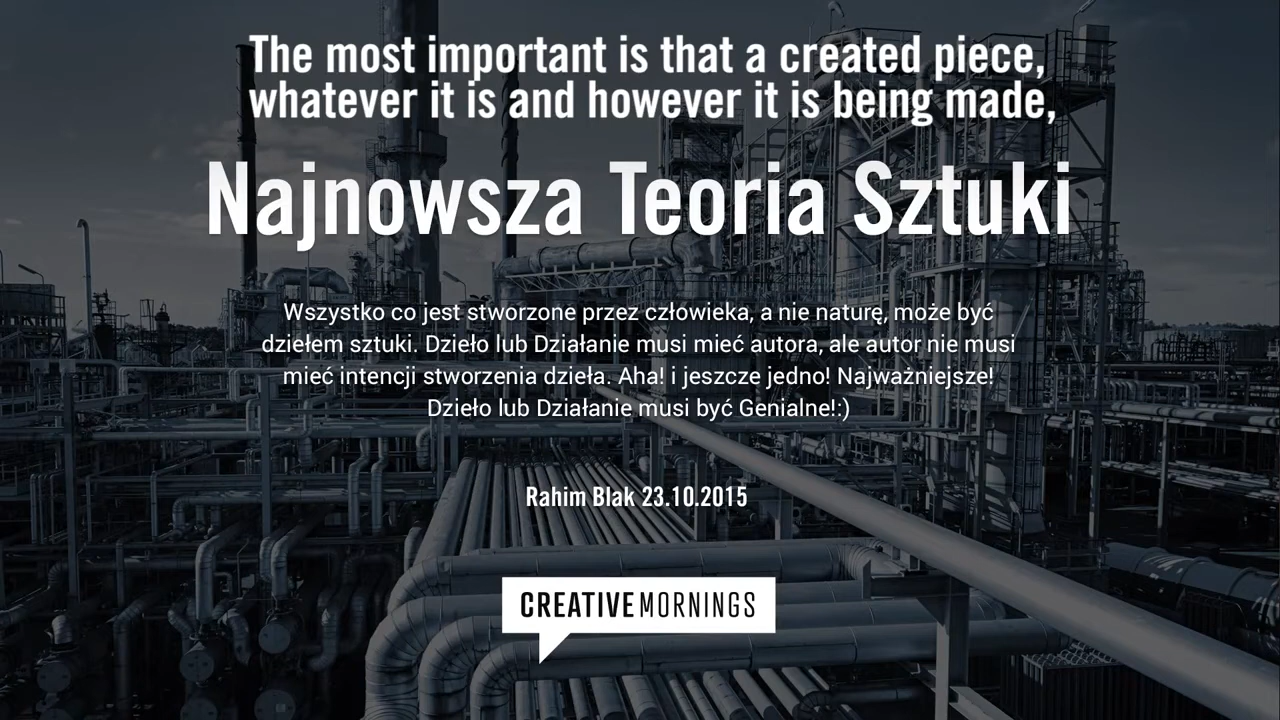 The most important is that a created piece,
whatever it is and however it is being made,
Najnowsza Teoria Sztuki
Wszystko co jest stworzone przez człowieka, a nie naturę, może być
dziełem sztuki. Dzieło lub Działanie musi mieć autora, ale autor nie musi
mieć intencji stworzenia dzieła. Aha! i jeszcze jedno! Najważniejsze!
Dzieło lub Działanie musi być Genialne!:)
Rahim Blak 23.10.2015
CREATIVEMORNINGS